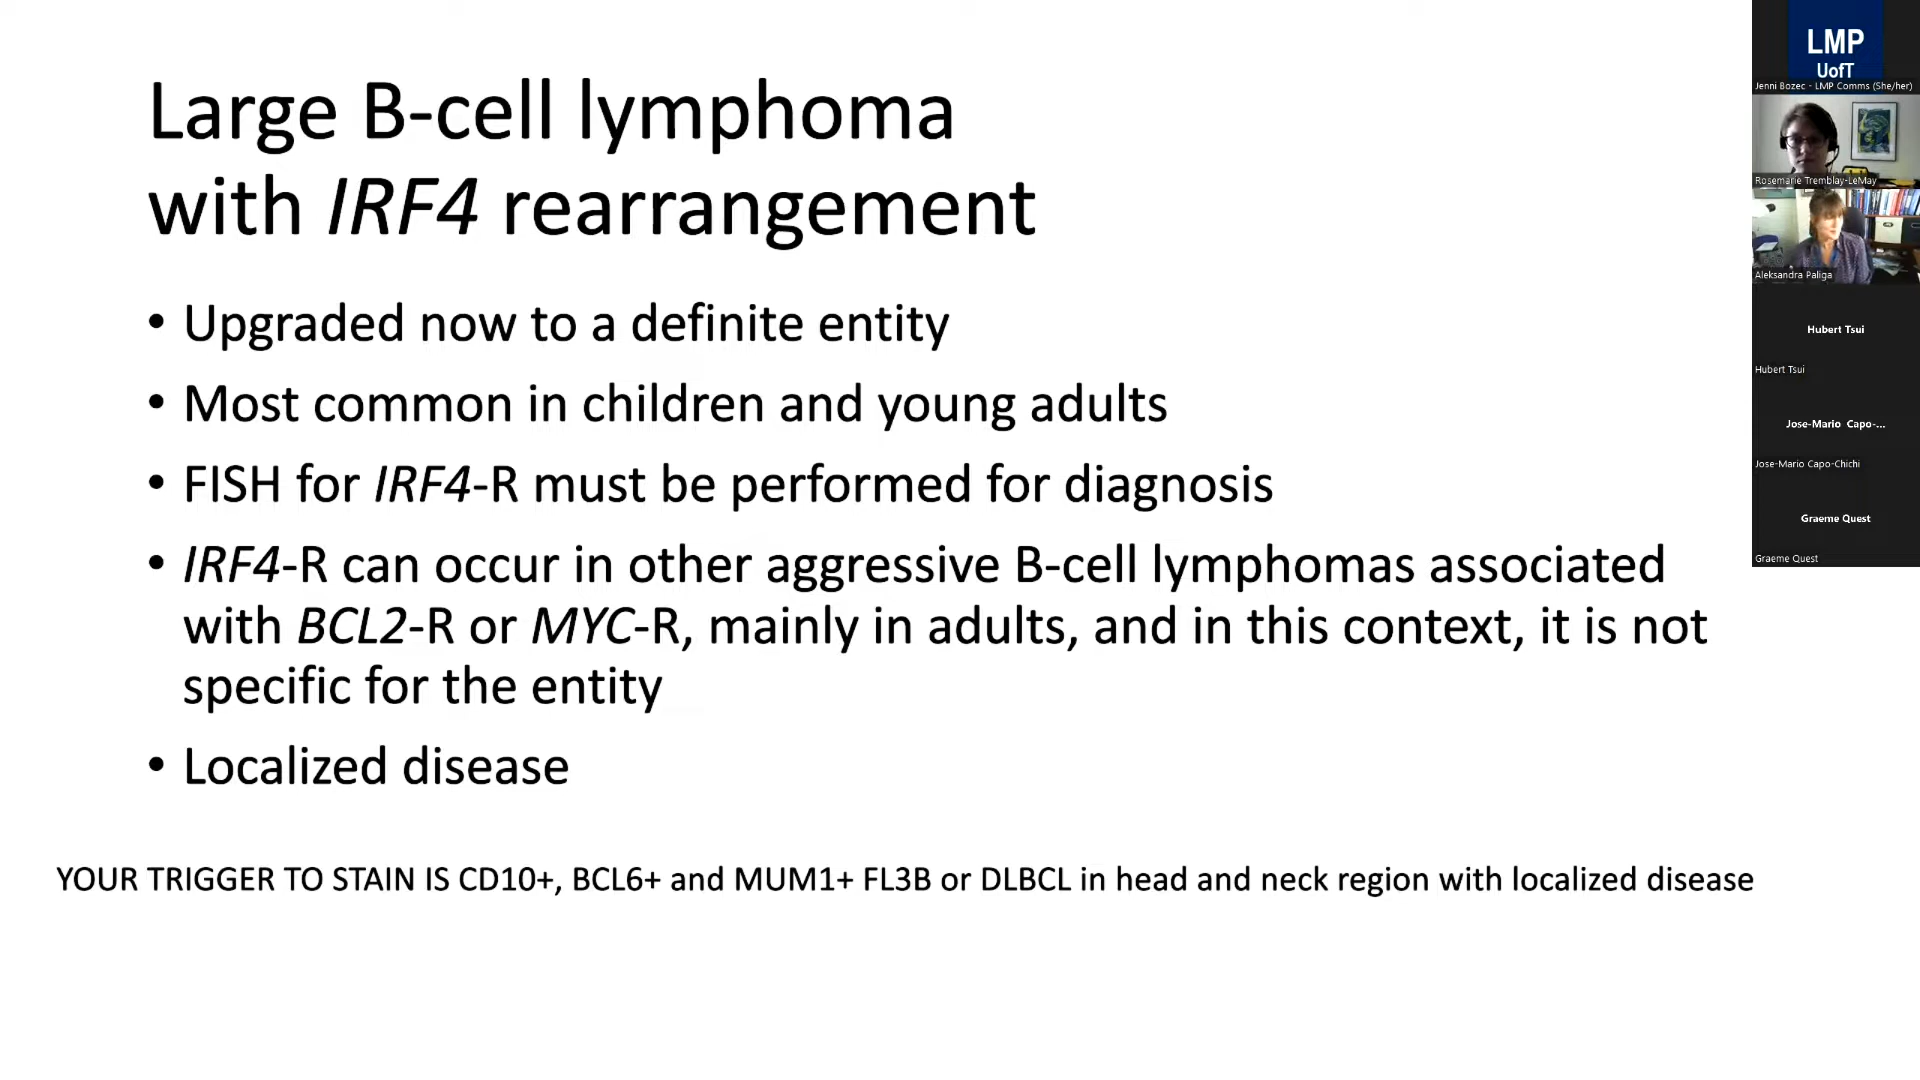 Large B-cell lymphoma
with IRF4 rearrangement
• Upgraded now to a definite entity
• Most common in children and young adults
• FISH for IRF4-R must be performed for diagnosis
• IRF4-R can occur in other aggressive B-cell lymphomas associated
with BCL2-R or MYC-R, mainly in adults, and in this context, it is not
specific for the entity
• Localized disease
YOUR TRIGGER TO STAIN IS CD10+, BCL6+ and MUM1+ FL3B or DLBCL in head and neck region with localized disease
LMP
UofT
Jenni Bozec - LMP Comms (She/her)
Rosemarie Tremblay-LeMay
Aleksandra Paliga
Hubert Tsui
Hubert Tsui
Jose-Mario Capo-...
Jose-Mario Capo-Chichi
Graeme Quest
Graeme Quest